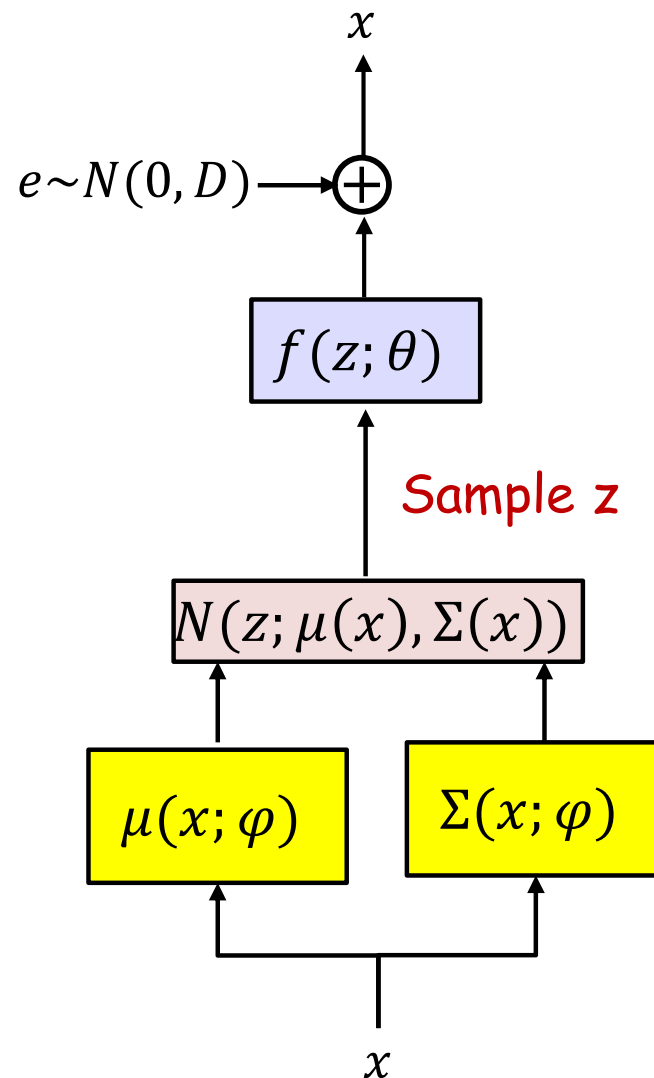 x
e~N(0, D)
f(z; θ)
Sample z
N(z; μ(x), Σ(x))
μ(x; φ)
Σ(x; φ)
x